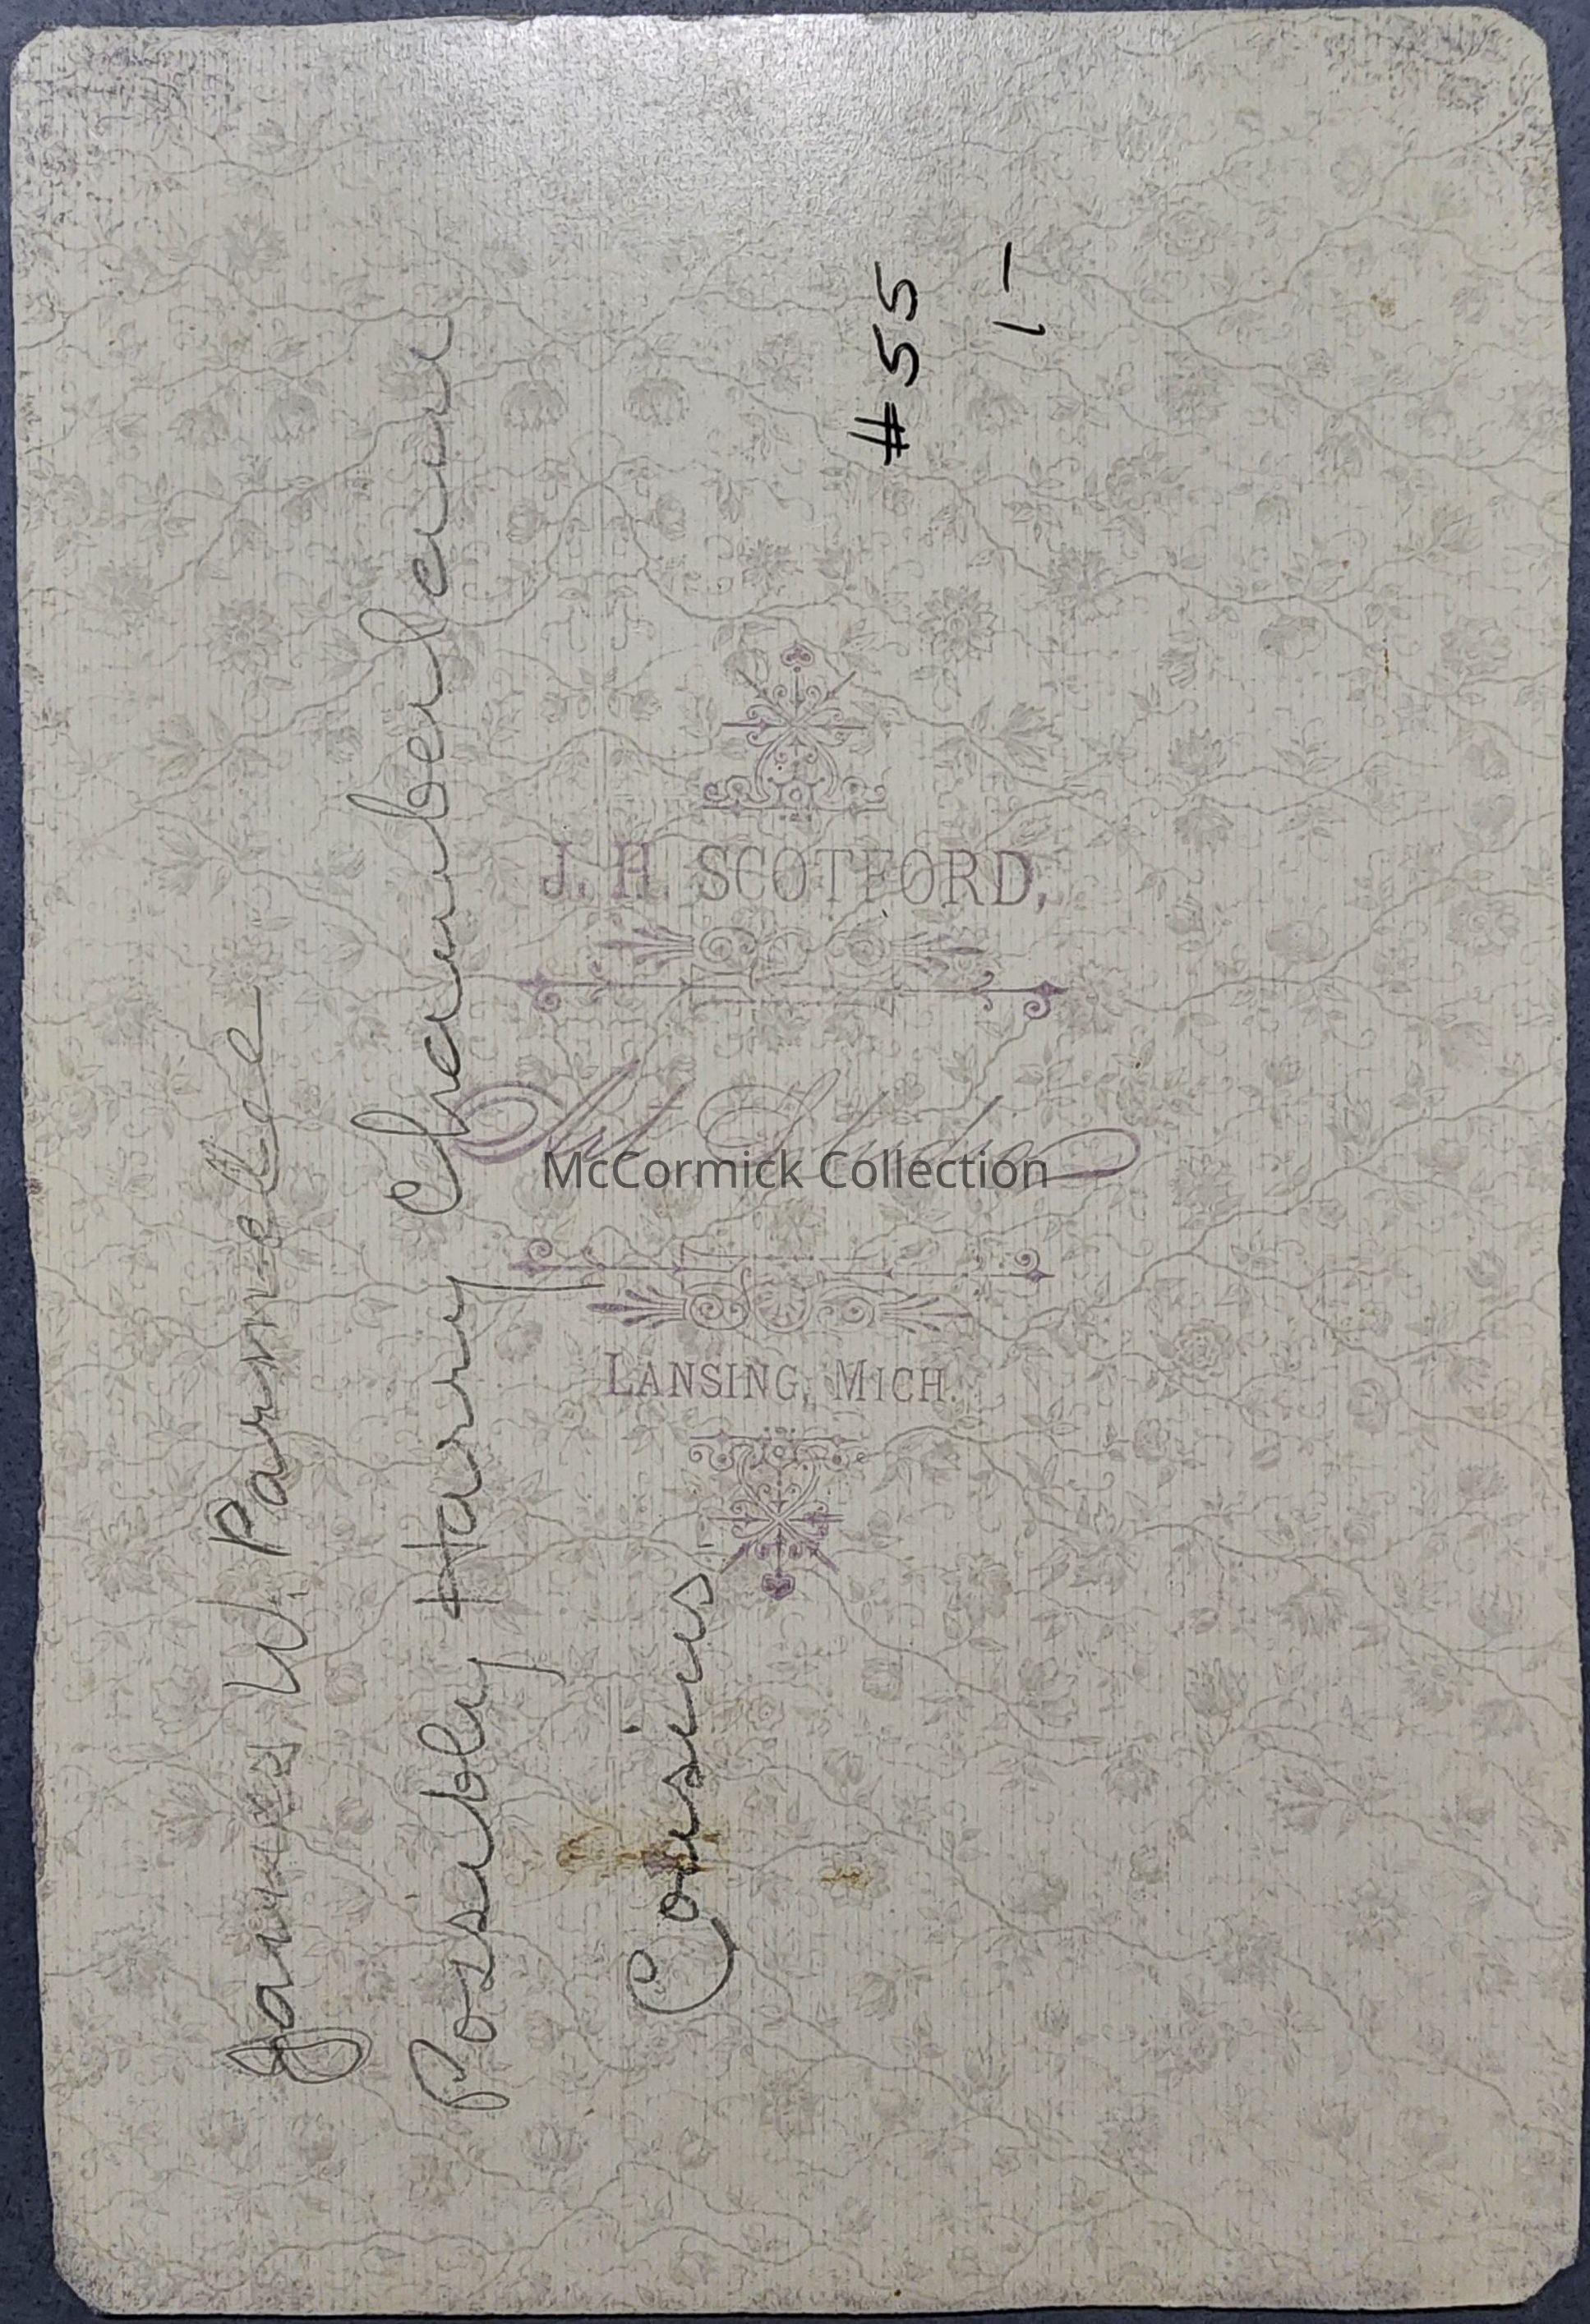 James W. Parmelee
Possibly Harry Chamberlain
Cousins.
#55
1-
J. H. SCOTFORD,
Art Studio
LANSING, MICH.
McCormick Collection